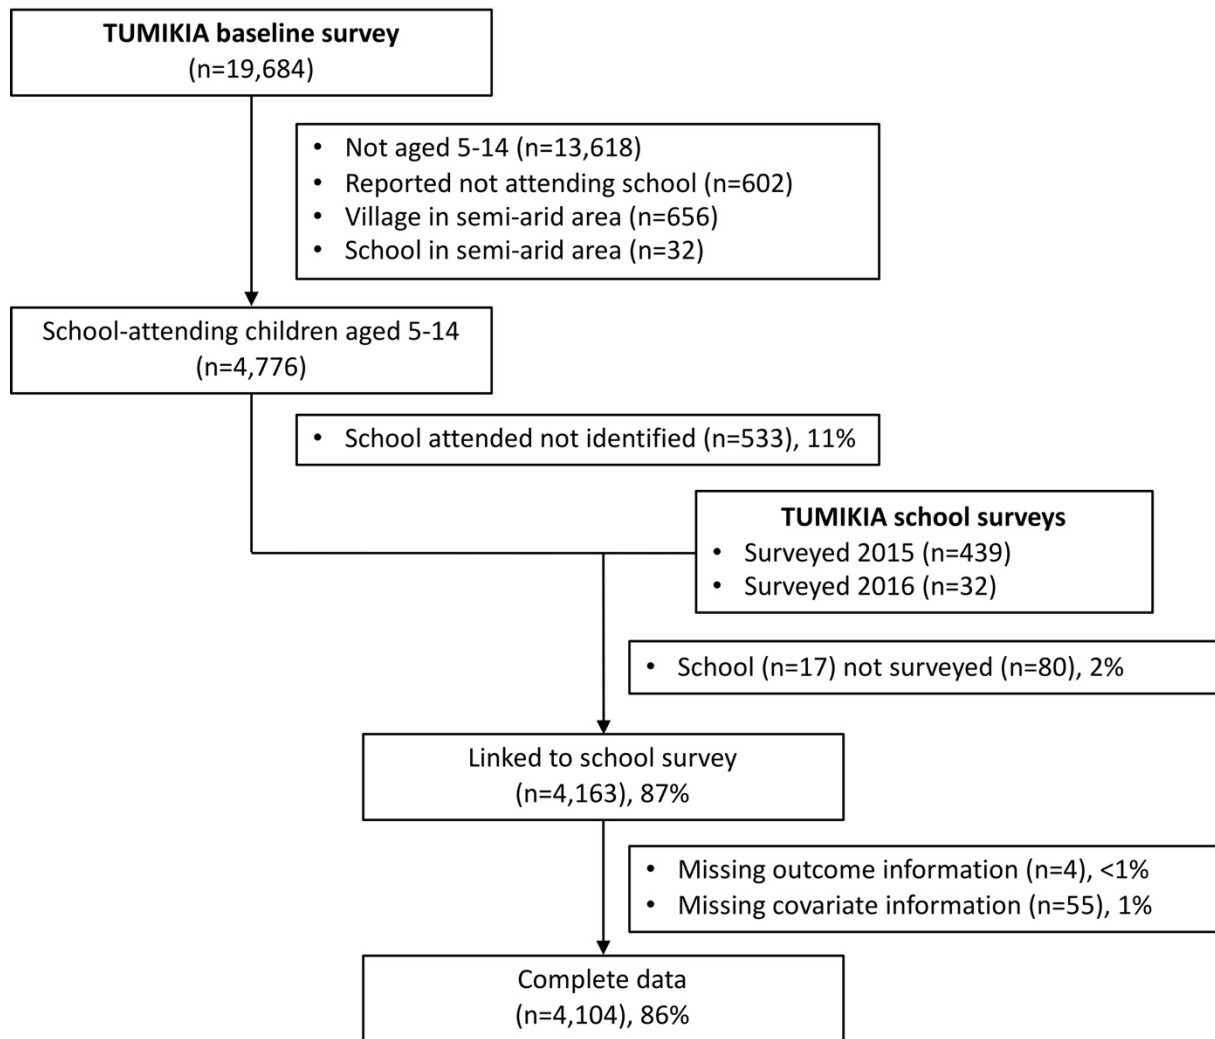 TUMIKIA baseline survey
(n=19,684)
• Not aged 5-14 (n=13,618)
• Reported not attending school (n=602)
• Village in semi-arid area (n=656)
• School in semi-arid area (n=32)
School-attending children aged 5-14
(n=4,776)
• School attended not identified (n=533), 11%
TUMIKIA school surveys
• Surveyed 2015 (n=439)
• Surveyed 2016 (n=32)
• School (n=17) not surveyed (n=80), 2%
Linked to school survey
(n=4,163), 87%
• Missing outcome information (n=4), <1%
• Missing covariate information (n=55), 1%
Complete data
(n=4,104), 86%